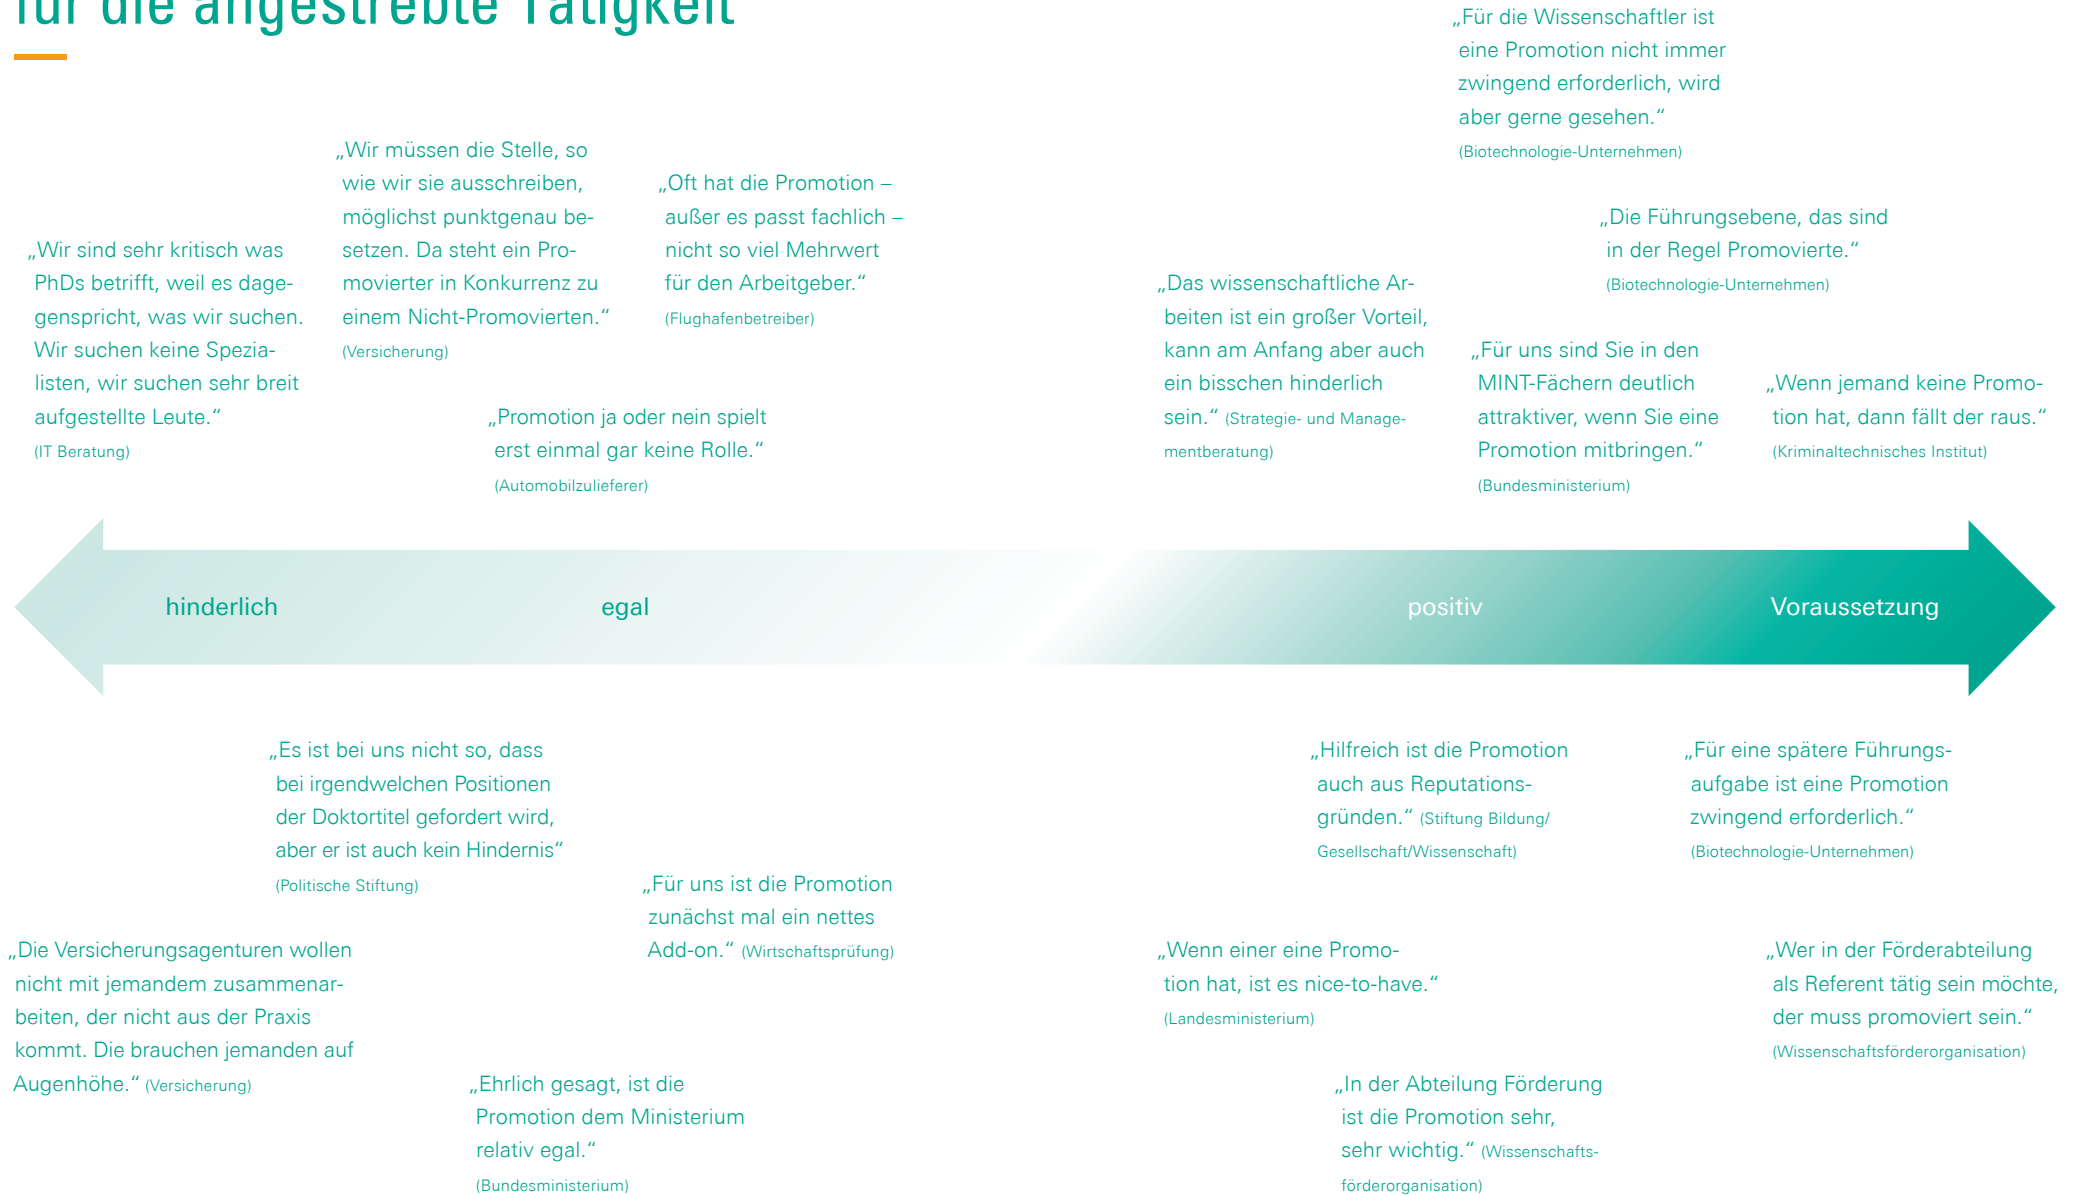 für die angestrebte Tätigkeit
„Für die Wissenschaftler ist
eine Promotion nicht immer
zwingend erforderlich, wird
aber gerne gesehen.“
(Biotechnologie-Unternehmen)
„Wir sind sehr kritisch was
PhDs betrifft, weil es dage-
genspricht, was wir suchen.
Wir suchen keine Spezia-
listen, wir suchen sehr breit
aufgestellte Leute.“
(IT Beratung)
„Wir müssen die Stelle, so
wie wir sie ausschreiben,
möglichst punktgenau be-
setzen. Da steht ein Pro-
movierter in Konkurrenz zu
einem Nicht-Promovierten.“
(Versicherung)
„Oft hat die Promotion –
außer es passt fachlich –
nicht so viel Mehrwert
für den Arbeitgeber.“
(Flughafenbetreiber)
„Promotion ja oder nein spielt
erst einmal gar keine Rolle.“
(Automobilzulieferer)
„Das wissenschaftliche Ar-
beiten ist ein großer Vorteil,
kann am Anfang aber auch
ein bisschen hinderlich
sein.“ (Strategie- und Manage-
mentberatung)
„Die Führungsebene, das sind
in der Regel Promovierte.“
(Biotechnologie-Unternehmen)
„Für uns sind Sie in den
MINT-Fächern deutlich
attraktiver, wenn Sie eine
Promotion mitbringen.“
(Bundesministerium)
„Wenn jemand keine Promo-
tion hat, dann fällt der raus.“
(Kriminaltechnisches Institut)
hinderlich
egal
positiv
Voraussetzung
„Es ist bei uns nicht so, dass
bei irgendwelchen Positionen
der Doktortitel gefordert wird,
aber er ist auch kein Hindernis“
(Politische Stiftung)
„Die Versicherungsagenturen wollen
nicht mit jemandem zusammenar-
beiten, der nicht aus der Praxis
kommt. Die brauchen jemanden auf
Augenhöhe.“ (Versicherung)
„Für uns ist die Promotion
zunächst mal ein nettes
Add-on.“ (Wirtschaftsprüfung)
„Ehrlich gesagt, ist die
Promotion dem Ministerium
relativ egal.“
(Bundesministerium)
„Hilfreich ist die Promotion
auch aus Reputations-
gründen.“ (Stiftung Bildung/
Gesellschaft/Wissenschaft)
„Für eine spätere Führungs-
aufgabe ist eine Promotion
zwingend erforderlich.“
(Biotechnologie-Unternehmen)
„Wenn einer eine Promo-
tion hat, ist es nice-to-have.“
(Landesministerium)
„Wer in der Förderabteilung
als Referent tätig sein möchte,
der muss promoviert sein.“
(Wissenschaftsförderorganisation)
„In der Abteilung Förderung
ist die Promotion sehr,
sehr wichtig.“ (Wissenschafts-
förderorganisation)